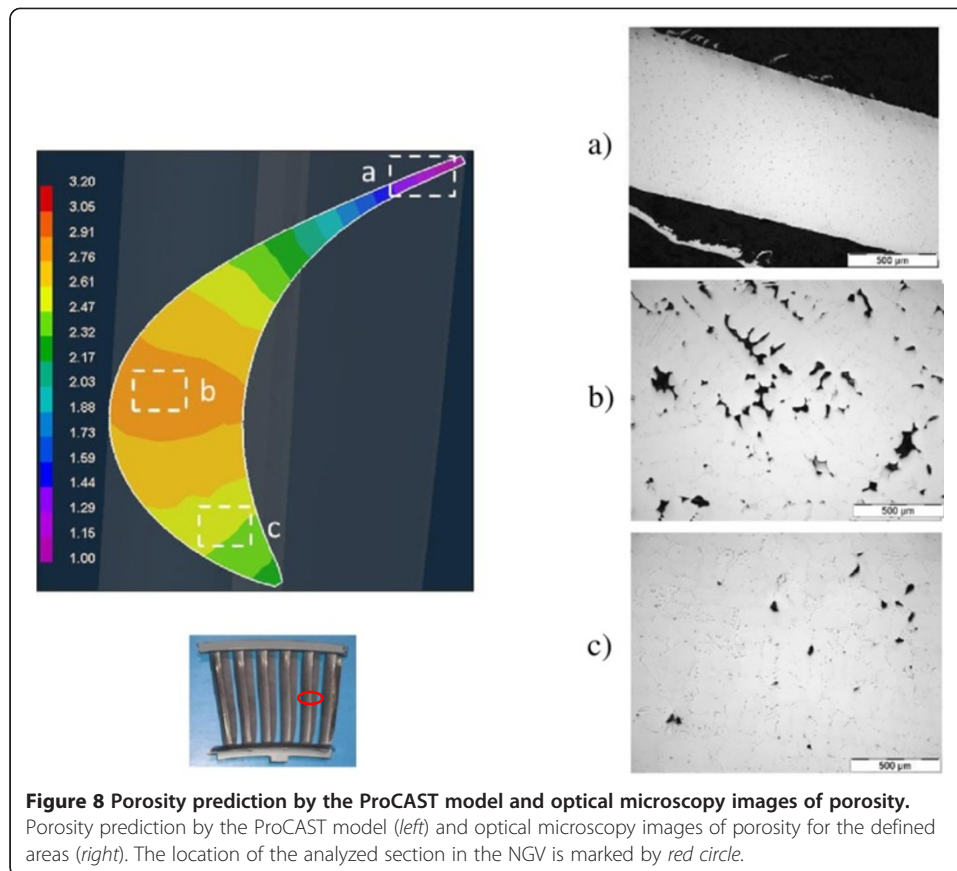 3.20
3.05
2.91
2.76
2.61
2.47
2.32
2.17
2.03
1.88
1.73
1.59
1.44
1.29
1.15
1.00
a
b
c
a)
500 µm
b)
500 µm
c)
500 µm
Figure 8 Porosity prediction by the ProCAST model and optical microscopy images of porosity.
Porosity prediction by the ProCAST model (left) and optical microscopy images of porosity for the defined
areas (right). The location of the analyzed section in the NGV is marked by red circle.